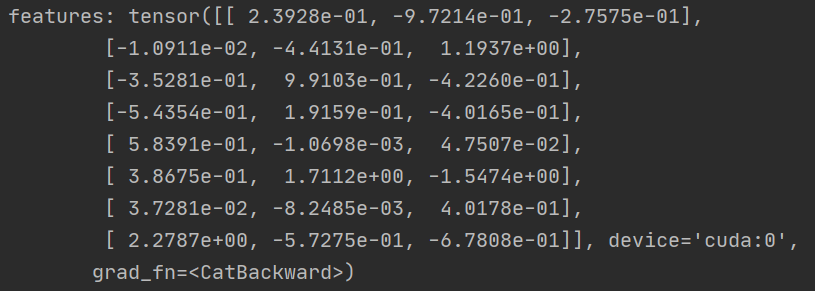 features: tensor([[ 2.3928e-01, -9.7214e-01, -2.7575e-01],
        [-1.0911e-02, -4.4131e-01,  1.1937e+00],
        [-3.5281e-01,  9.9103e-01, -4.2260e-01],
        [-5.4354e-01,  1.9159e-01, -4.0165e-01],
        [ 5.8391e-01, -1.0698e-03,  4.7507e-02],
        [ 3.8675e-01,  1.7112e+00, -1.5474e+00],
        [ 3.7281e-02, -8.2485e-03,  4.0178e-01],
        [ 2.2787e+00, -5.7275e-01, -6.7808e-01]], device='cuda:0',
       grad_fn=<CatBackward>)